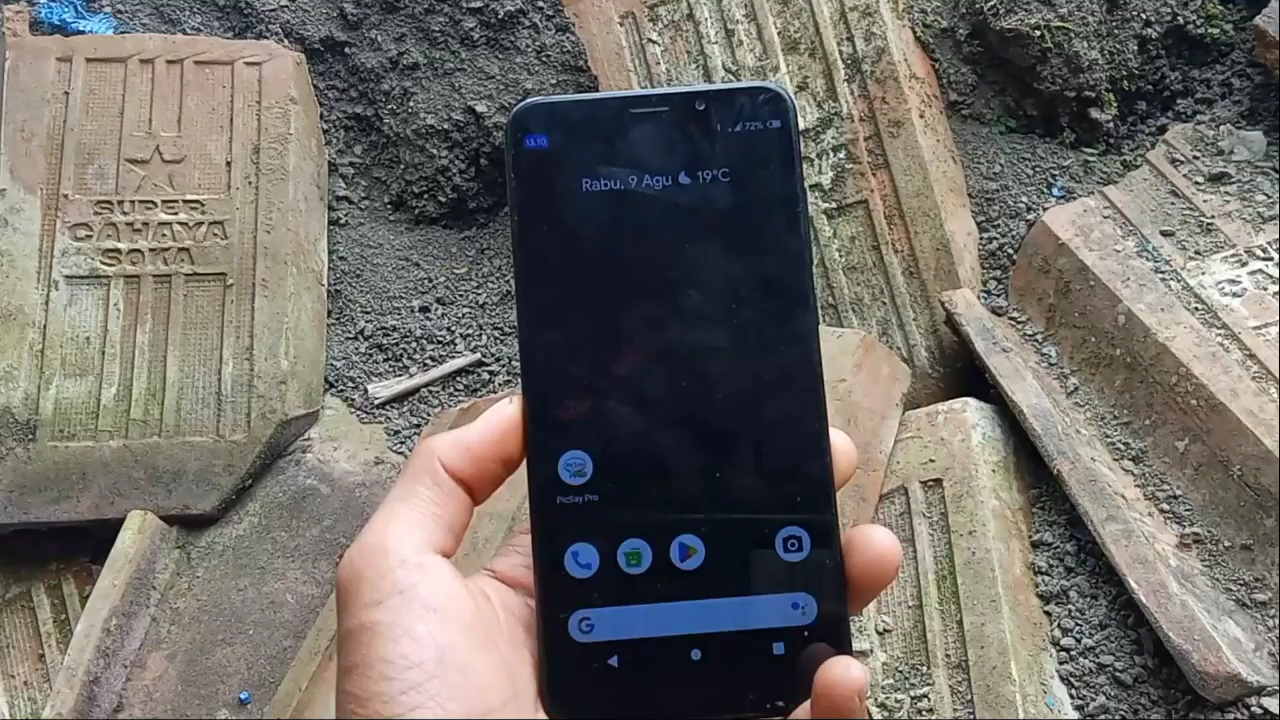 SUPER
CAHAYA
SOKA
13.10
72%
Rabu, 9 Agu 19°C
PicSay Pro
G